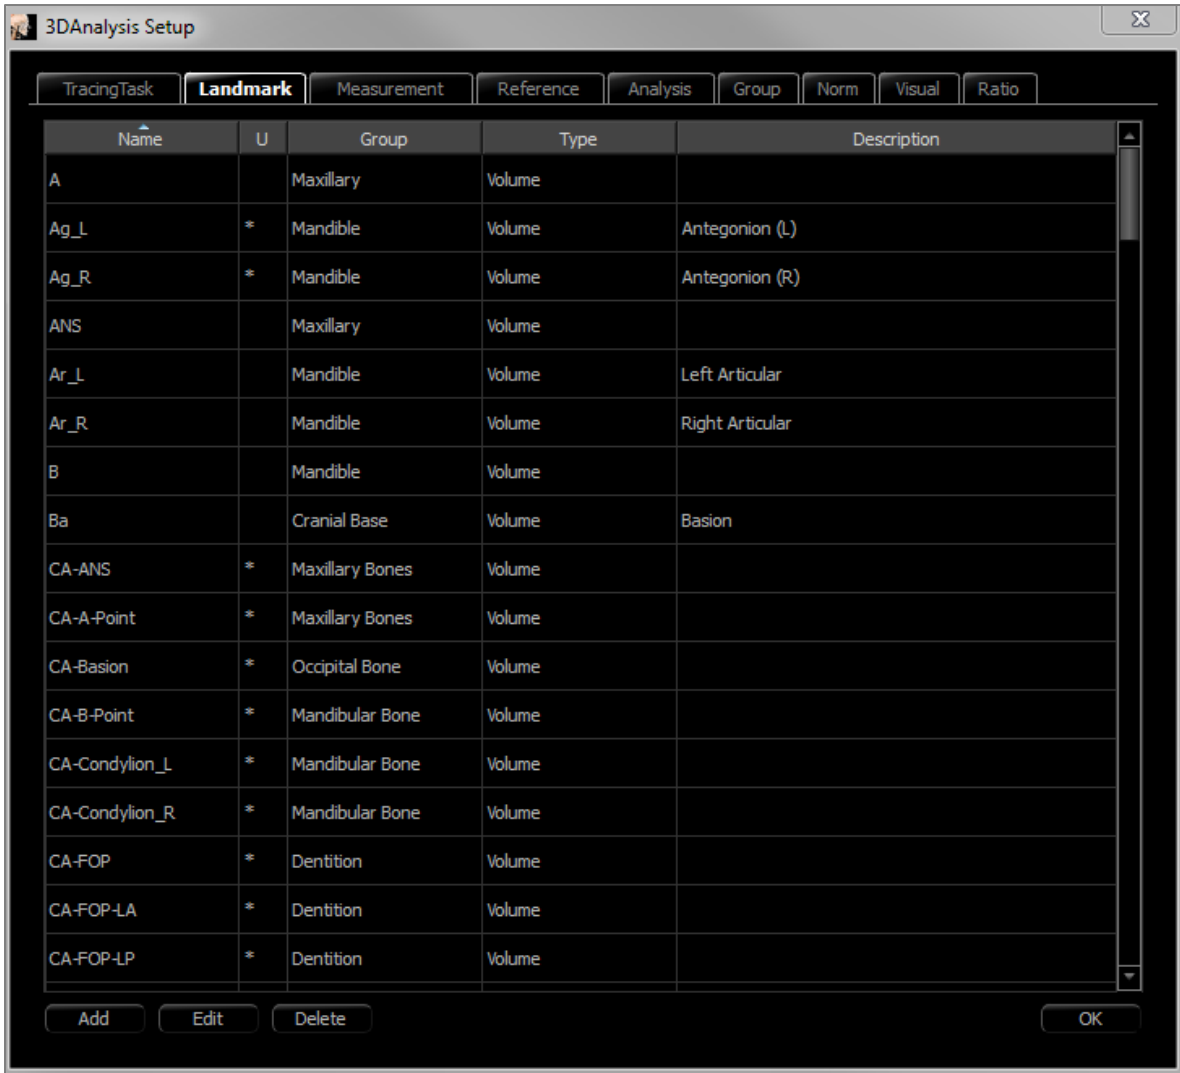 3DAnalysis Setup
TracingTask Landmark Measurement Reference Analysis Group Norm Visual Ratio
Name U Group Type Description
A Maxillary Volume
Ag_L * Mandible Volume Antegonion (L)
Ag_R * Mandible Volume Antegonion (R)
ANS Maxillary Volume
Ar_L Mandible Volume Left Articular
Ar_R Mandible Volume Right Articular
B Mandible Volume
Ba Cranial Base Volume Basion
CA-ANS * Maxillary Bones Volume
CA-A-Point * Maxillary Bones Volume
CA-Basion * Occipital Bone Volume
CA-B-Point * Mandibular Bone Volume
CA-Condylion_L * Mandibular Bone Volume
CA-Condylion_R * Mandibular Bone Volume
CA-FOP * Dentition Volume
CA-FOP-LA * Dentition Volume
CA-FOP-LP * Dentition Volume
Add Edit Delete OK